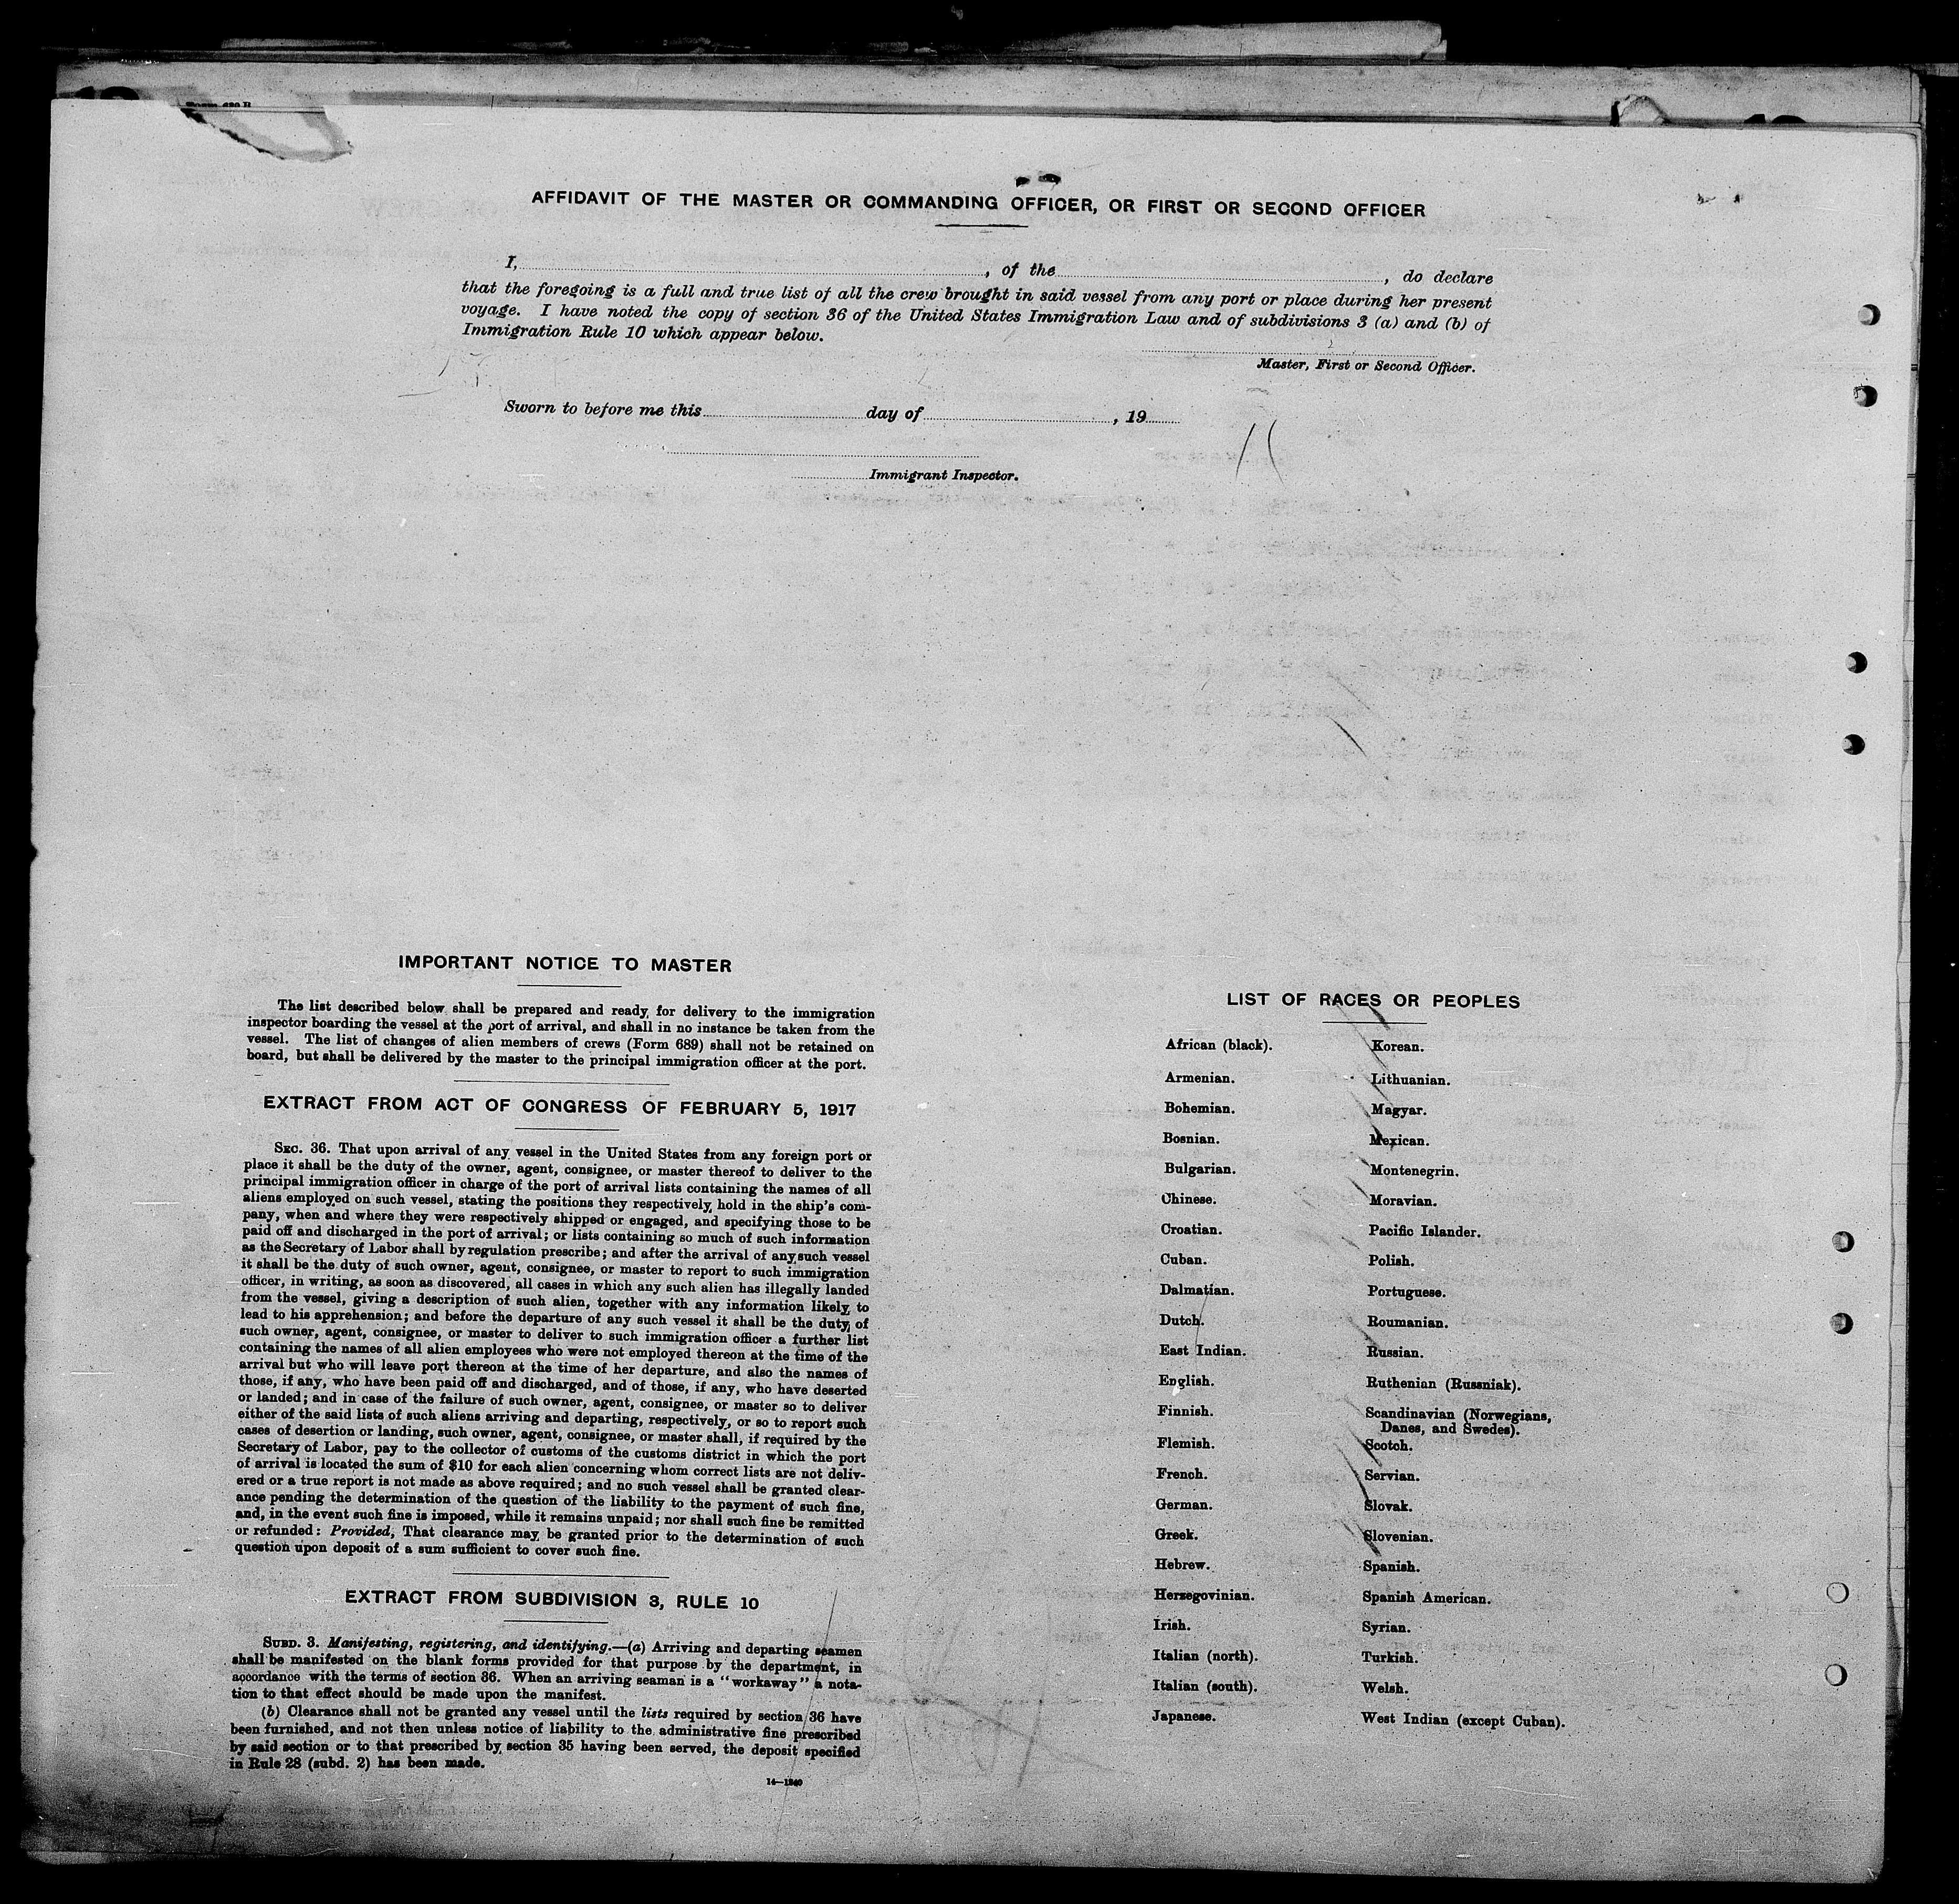 AFFIDAVIT OF THE MASTER OR COMMANDING OFFICER, OR FIRST OR SECOND OFFICER
I, , of the , do declare
that the foregoing is a full and true list of all the crew brought in said vessel from any port or place during her present
voyage. I have noted the copy of section 36 of the United States Immigration Law and of subdivisions 3 (a) and (b) of
Immigration Rule 10 which appear below.
Master, First or Second Officer.
Sworn to before me this day of , 19
Immigrant Inspector.
IMPORTANT NOTICE TO MASTER
The list described below shall be prepared and ready for delivery to the immigration
inspector boarding the vessel at the port of arrival, and shall in no instance be taken from the
vessel. The list of changes of alien members of crews (Form 689) shall not be retained on
board, but shall be delivered by the master to the principal immigration officer at the port.
EXTRACT FROM ACT OF CONGRESS OF FEBRUARY 5, 1917
SEC. 36. That upon arrival of any vessel in the United States from any foreign port or
place it shall be the duty of the owner, agent, consignee, or master thereof to deliver to the
principal immigration officer in charge of the port of arrival lists containing the names of all
aliens employed on such vessel, stating the positions they respectively hold in the ship's com-
pany, when and where they were respectively shipped or engaged, and specifying those to be
paid off and discharged in the port of arrival; or lists containing so much of such information
as the Secretary of Labor shall by regulation prescribe; and after the arrival of any such vessel
it shall be the duty of such owner, agent, consignee, or master to report to such immigration
officer, in writing, as soon as discovered, all cases in which any such alien has illegally landed
from the vessel, giving a description of such alien, together with any information likely to
lead to his apprehension; and before the departure of any such vessel it shall be the duty of
such owner, agent, consignee, or master to deliver to such immigration officer a further list
containing the names of all alien employees who were not employed thereon at the time of the
arrival but who will leave port thereon at the time of her departure, and also the names of
those, if any, who have been paid off and discharged, and of those, if any, who have deserted
or landed; and in case of the failure of such owner, agent, consignee, or master so to deliver
either of the said lists of such aliens arriving and departing, respectively, or so to report such
cases of desertion or landing, such owner, agent, consignee, or master shall, if required by the
Secretary of Labor, pay to the collector of customs of the customs district in which the port
of arrival is located the sum of $10 for each alien concerning whom correct lists are not deliv-
ered or a true report is not made as above required; and no such vessel shall be granted clear-
ance pending the determination of the question of the liability to the payment of such fine,
and, in the event such fine is imposed, while it remains unpaid; nor shall such fine be remitted
or refunded: Provided, That clearance may be granted prior to the determination of such
question upon deposit of a sum sufficient to cover such fine.
EXTRACT FROM SUBDIVISION 3, RULE 10
SUBD. 3. Manifesting, registering, and identifying.—(a) Arriving and departing seamen
shall be manifested on the blank forms provided for that purpose by the department, in
accordance with the terms of section 36. When an arriving seaman is a "workaway" a nota-
tion to that effect should be made upon the manifest.
(b) Clearance shall not be granted any vessel until the lists required by section 36 have
been furnished, and not then unless notice of liability to the administrative fine prescribed
by said section or to that prescribed by section 35 having been served, the deposit specified
in Rule 28 (subd. 2) has been made.
14—1240
LIST OF RACES OR PEOPLES
African (black).
Armenian.
Bohemian.
Bosnian.
Bulgarian.
Chinese.
Croatian.
Cuban.
Dalmatian.
Dutch.
East Indian.
English.
Finnish.
Flemish.
French.
German.
Greek.
Hebrew.
Herzegovinian.
Irish.
Italian (north).
Italian (south).
Japanese.
Korean.
Lithuanian.
Magyar.
Mexican.
Montenegrin.
Moravian.
Pacific Islander.
Polish.
Portuguese.
Roumanian.
Russian.
Ruthenian (Russniak).
Scandinavian (Norwegians,
Danes, and Swedes).
Scotch.
Servian.
Slovak.
Slovenian.
Spanish.
Spanish American.
Syrian.
Turkish.
Welsh.
West Indian (except Cuban).